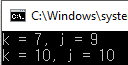 C:\Windows\syste
k = 7, j = 9
k = 10, j = 10